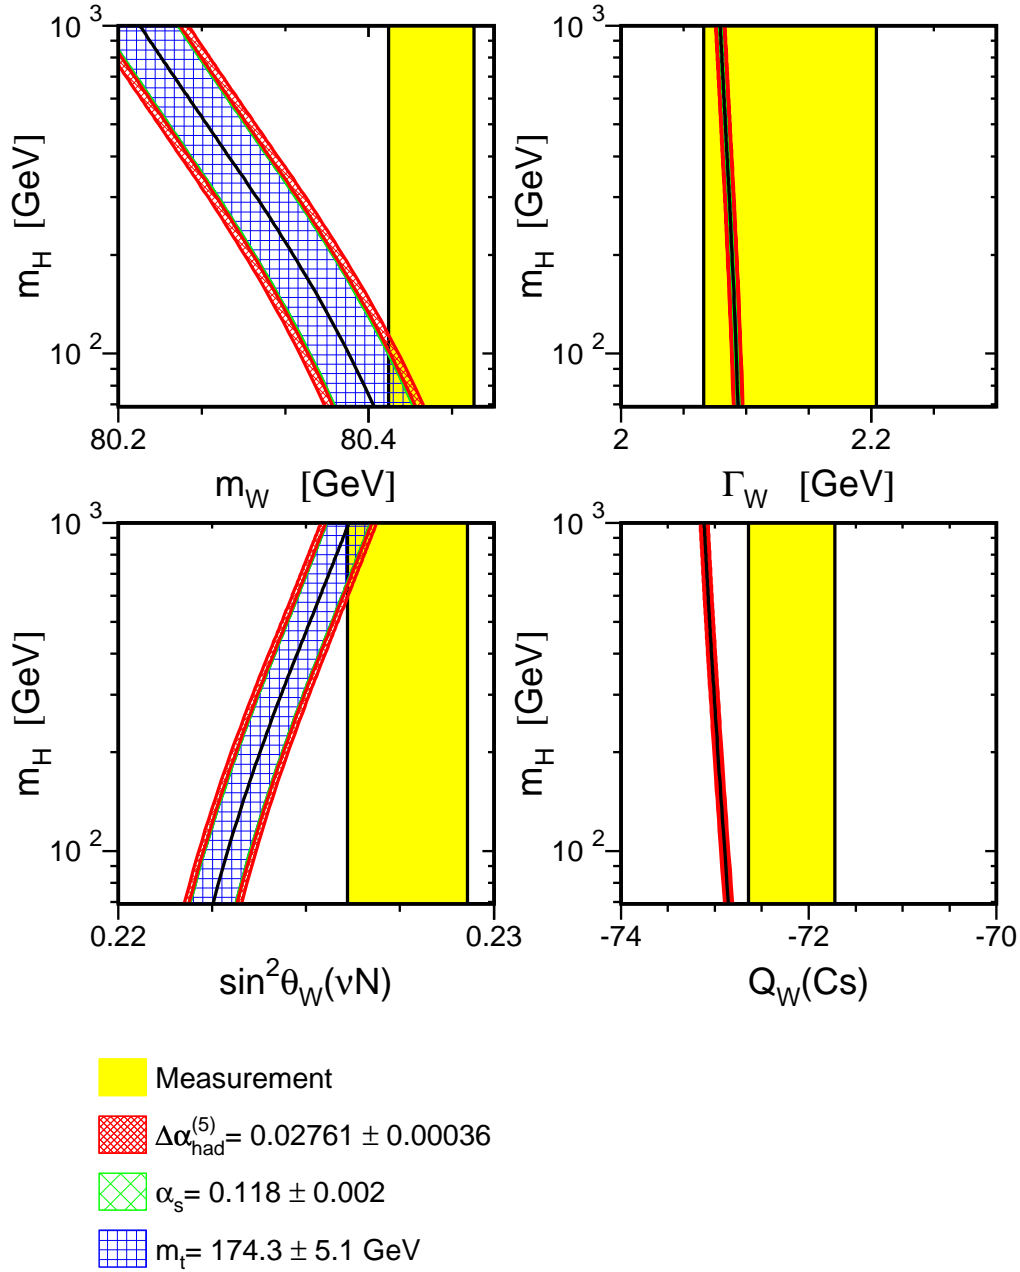 10³ 10³
m_H [GeV] m_H [GeV]
10² 10²
80.2 80.4 2 2.2
m_W [GeV] Γ_W [GeV]
10³ 10³
m_H [GeV] m_H [GeV]
10² 10²
0.22 0.23 -74 -72 -70
sin²θ_W(νN) Q_W(Cs)
Measurement
Δα_had^(5)= 0.02761 ± 0.00036
α_s= 0.118 ± 0.002
m_t= 174.3 ± 5.1 GeV